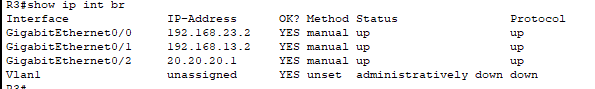 R3#show ip int br
Interface IP-Address OK? Method Status Protocol
GigabitEthernet0/0 192.168.23.2 YES manual up up
GigabitEthernet0/1 192.168.13.2 YES manual up up
GigabitEthernet0/2 20.20.20.1 YES manual up up
Vlan1 unassigned YES unset administratively down down
R3#